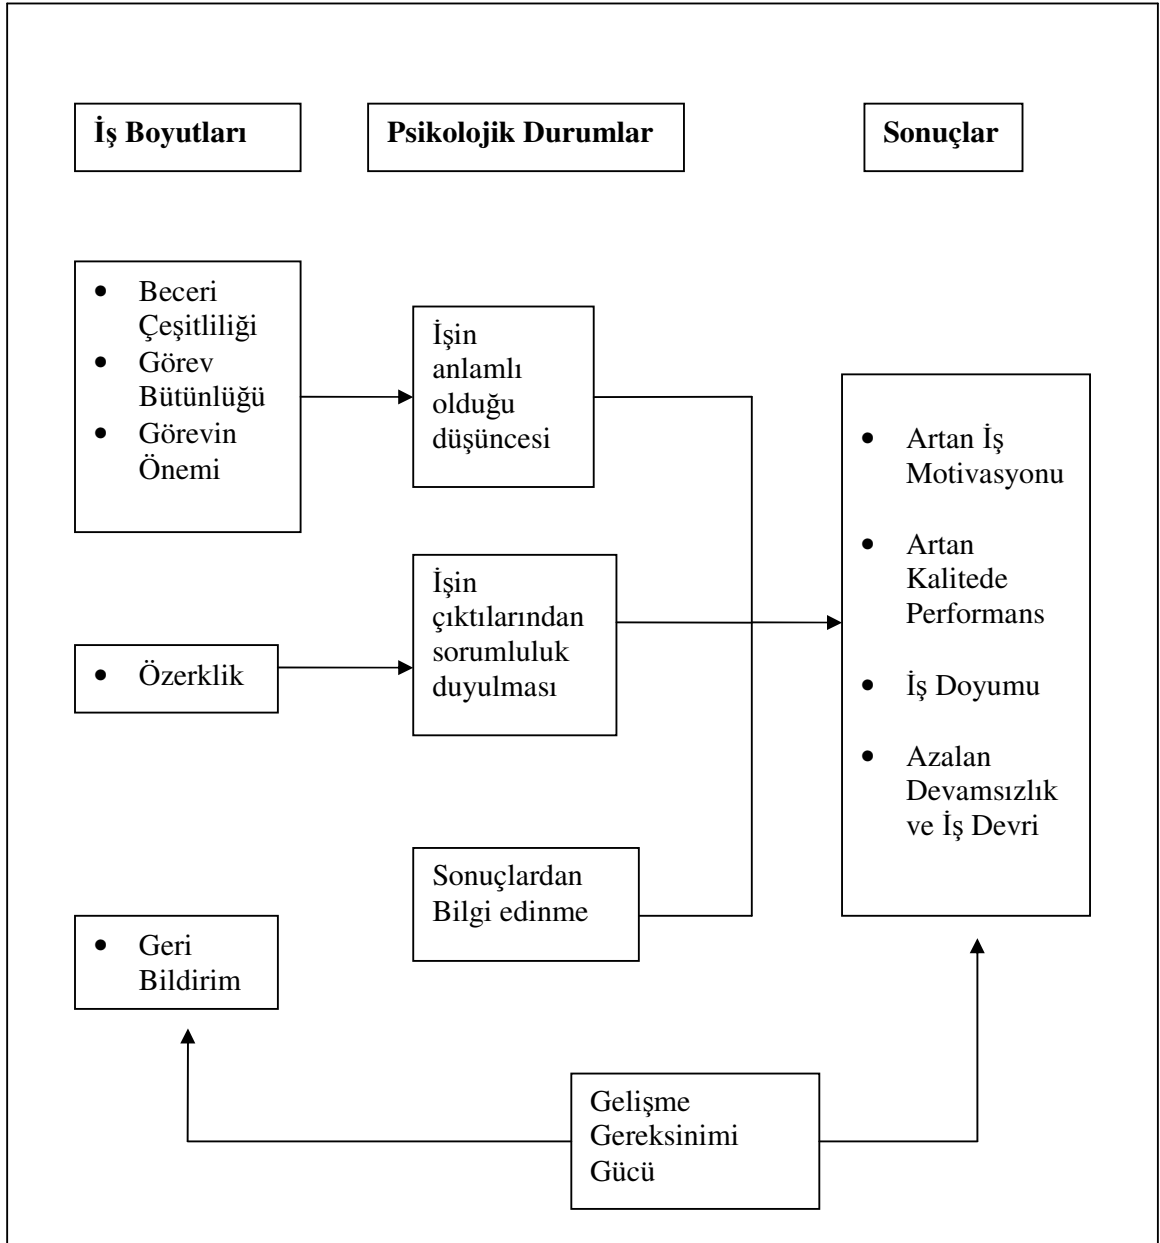 İş Boyutları
Psikolojik Durumlar
Sonuçlar
• Beceri
Çeşitliliği
• Görev
Bütünlüğü
• Görevin
Önemi
İşin
anlamlı
olduğu
düşüncesi
• Artan İş
Motivasyonu
• Artan
Kalitede
Performans
• İş Doyumu
• Azalan
Devamsızlık
ve İş Devri
İşin
çıktılarından
sorumluluk
duyulması
• Özerklik
Sonuçlardan
Bilgi edinme
• Geri
Bildirim
Gelişme
Gereksinimi
Gücü